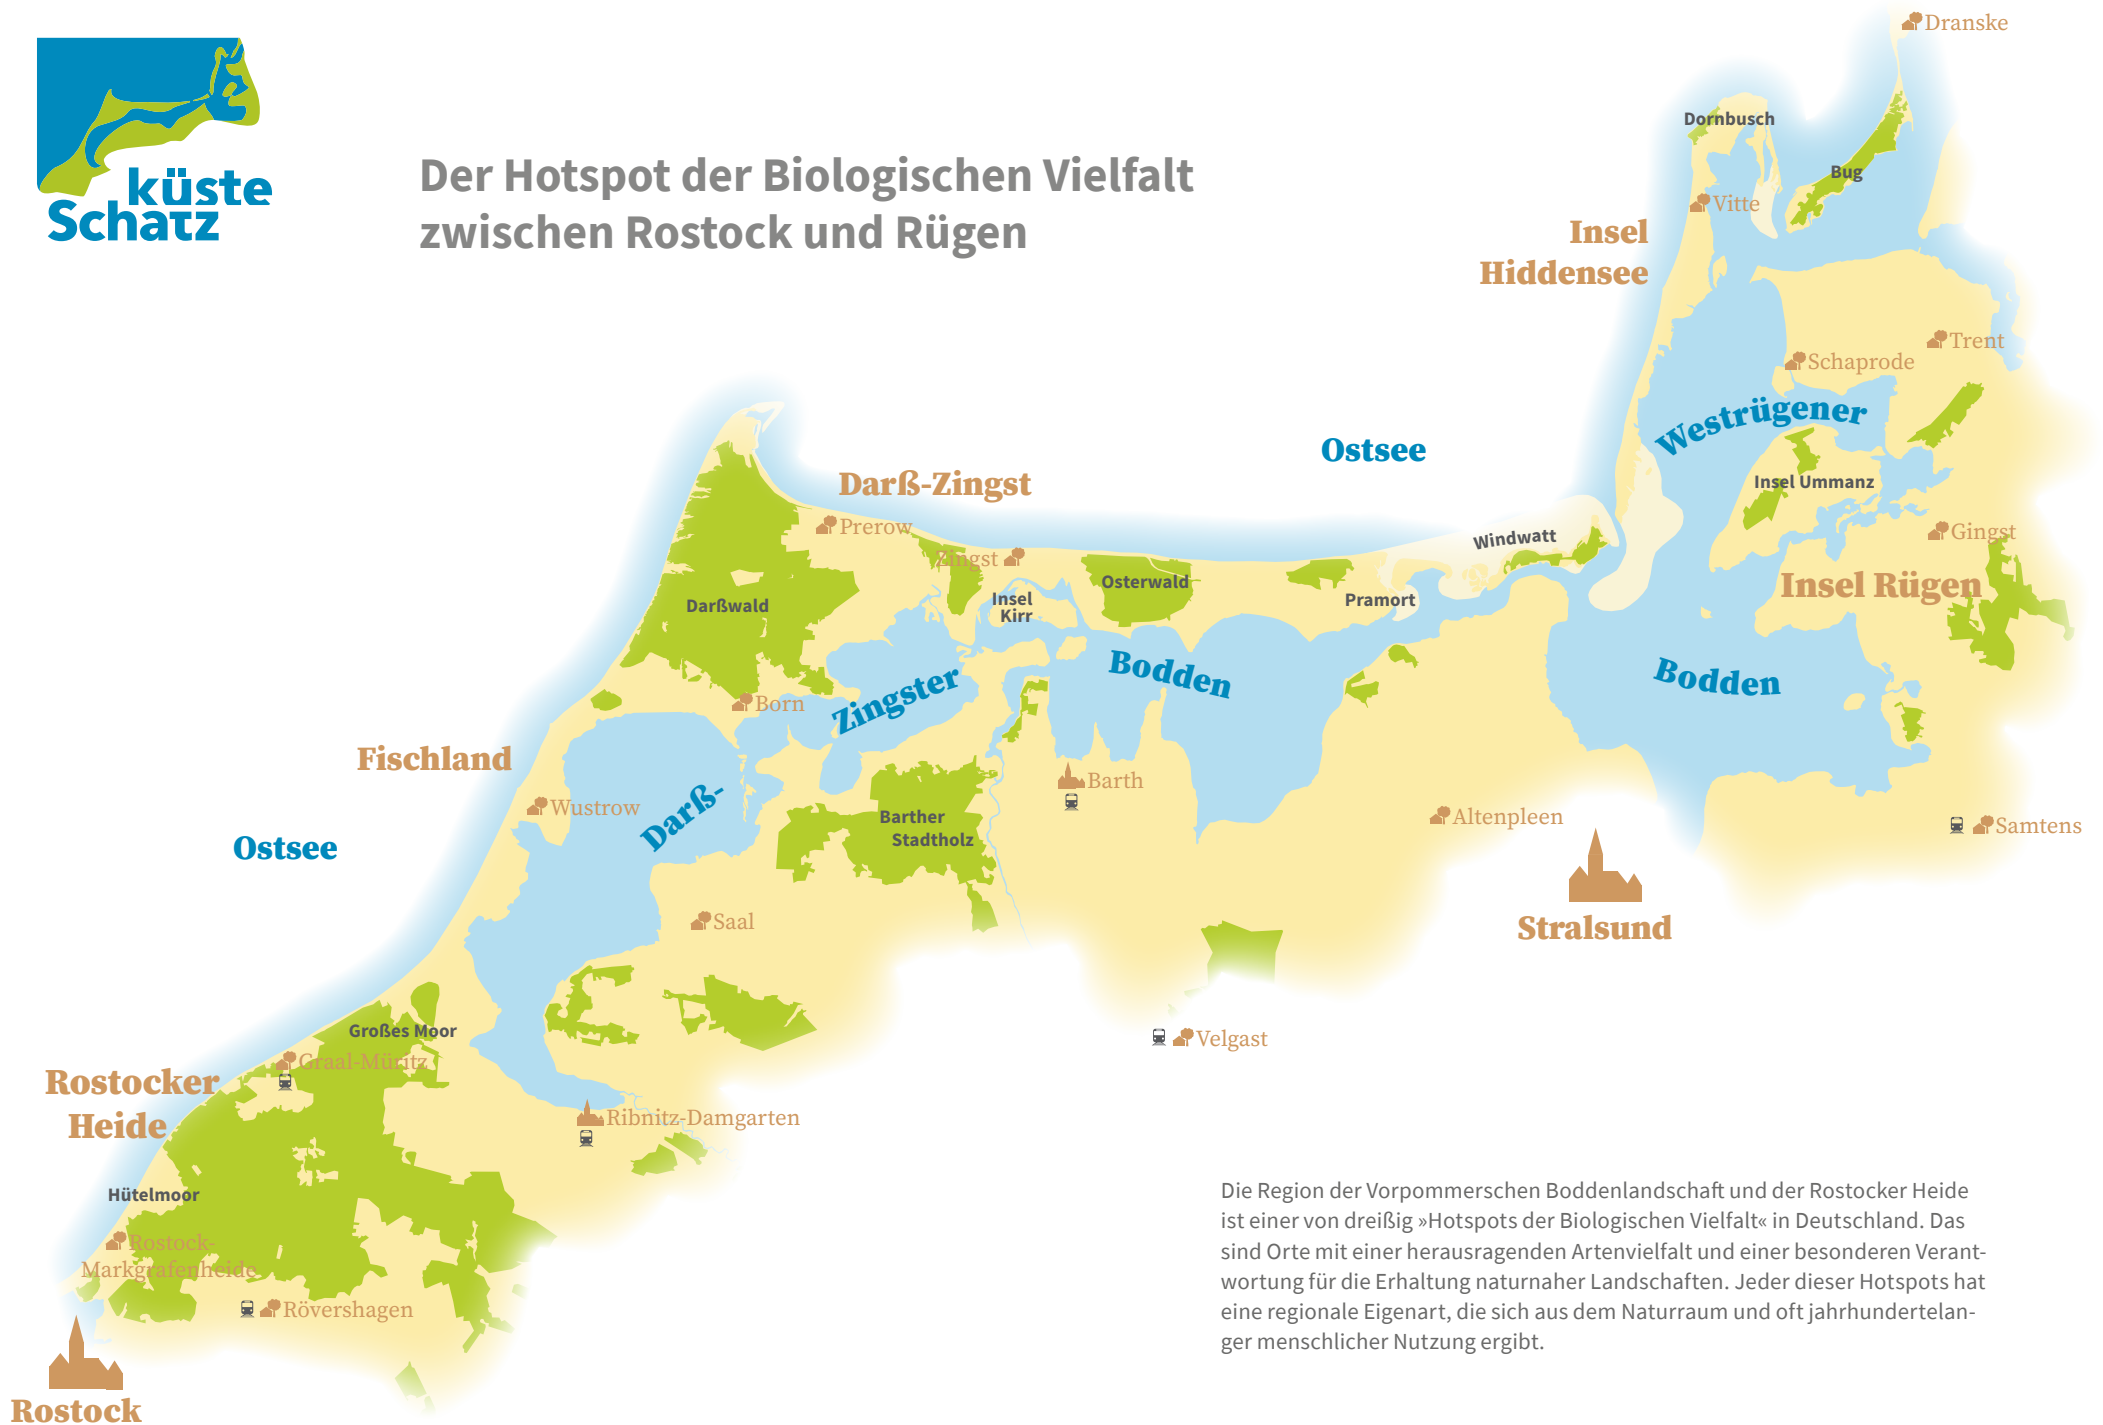 küste
Schatz
Der Hotspot der Biologischen Vielfalt
zwischen Rostock und Rügen
Dranske
Dornbusch
Bug
Vitte
Insel
Hiddensee
Trent
Schaprode
Westrügener
Ostsee
Insel Ummanz
Darß-Zingst
Prerow
Zingst
Windwatt
Gingst
Osterwald
Insel Rügen
Insel
Kirr
Pramort
Darßwald
Bodden
Bodden
Zingster
Born
Fischland
Barth
Wustrow
Darß-
Barther
Stadtholz
Altenpleen
Samtens
Ostsee
Saal
Stralsund
Großes Moor
Velgast
Graal-Müritz
Rostocker
Heide
Ribnitz-Damgarten
Hütelmoor
Rostock-
Markgrafenheide
Rövershagen
Rostock
Die Region der Vorpommerschen Boddenlandschaft und der Rostocker Heide
ist einer von dreißig »Hotspots der Biologischen Vielfalt« in Deutschland. Das
sind Orte mit einer herausragenden Artenvielfalt und einer besonderen Verant-
wortung für die Erhaltung naturnaher Landschaften. Jeder dieser Hotspots hat
eine regionale Eigenart, die sich aus dem Naturraum und oft jahrhundertelan-
ger menschlicher Nutzung ergibt.